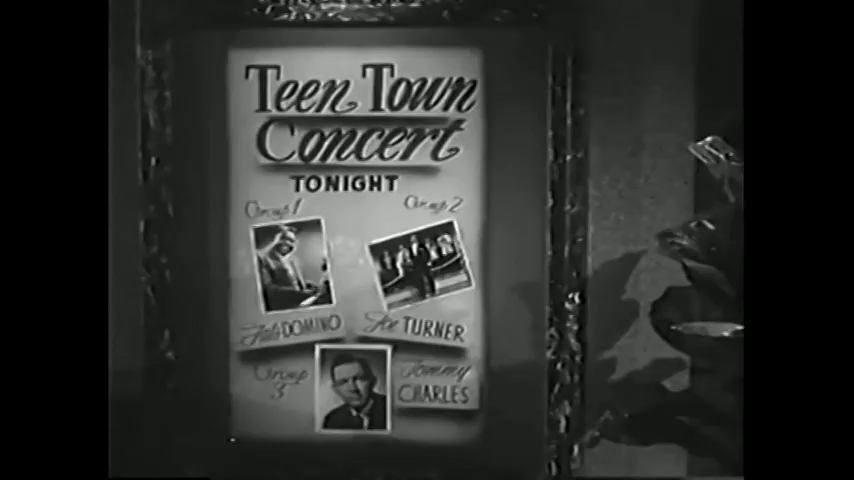 Teen Town
Concert
TONIGHT
Group 1
Group 2
Fats DOMINO
Joe TURNER
Group
3
Tommy
CHARLES